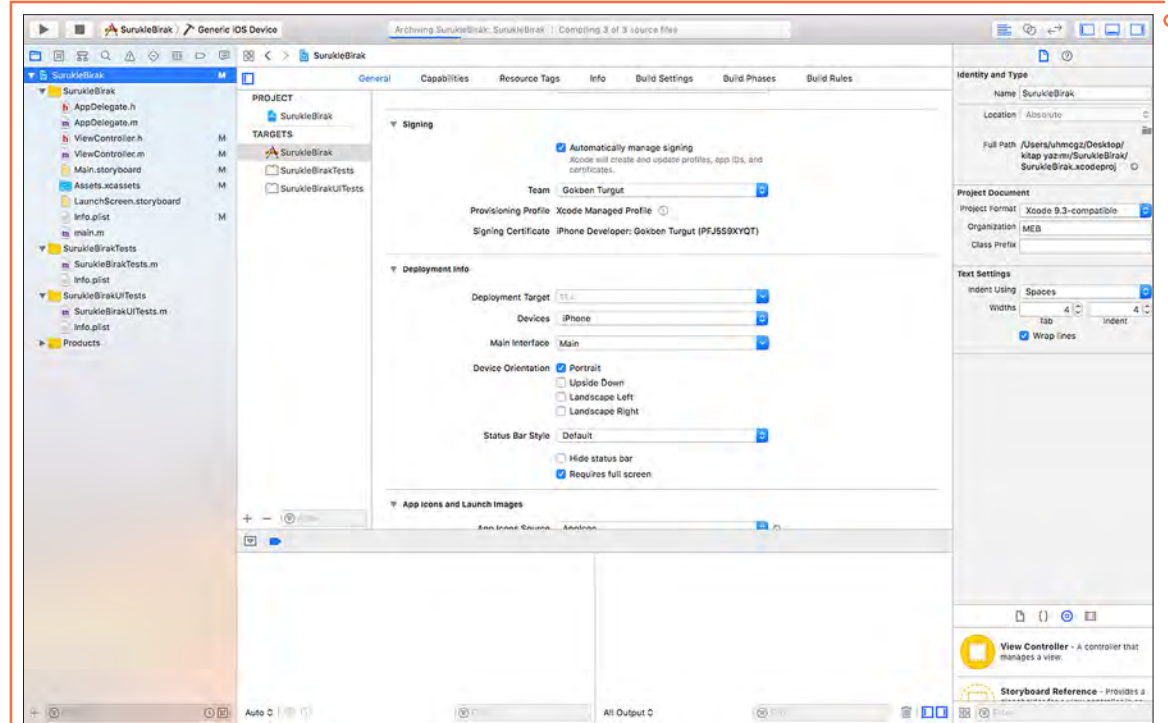 SurukleBirak
Generic iOS Device
Archiving SurukleBirak: SurukleBirak | Compiling 3 of 3 source files
SurukleBirak M
SurukleBirak
h AppDelegate.h
m AppDelegate.m
h ViewController.h M
m ViewController.m M
Main.storyboard M
Assets.xcassets M
LaunchScreen.storyboard
Info.plist M
m main.m
SurukleBirakTests
m SurukleBirakTests.m
Info.plist
SurukleBirakUITests
m SurukleBirakUITests.m
Info.plist
Products
SurukleBirak
General Capabilities Resource Tags Info Build Settings Build Phases Build Rules
PROJECT
SurukleBirak
TARGETS
SurukleBirak
SurukleBirakTests
SurukleBirakUITests
Signing
Automatically manage signing
Xcode will create and update profiles, app IDs, and
certificates.
Team Gokben Turgut
Provisioning Profile Xcode Managed Profile
Signing Certificate iPhone Developer: Gokben Turgut (PFJ5S9XYQT)
Deployment Info
Deployment Target
Devices iPhone
Main Interface Main
Device Orientation Portrait
Upside Down
Landscape Left
Landscape Right
Status Bar Style Default
Hide status bar
Requires full screen
App Icons and Launch Images
App Icons Source AppIcon
Auto
All Output
Identity and Type
Name SurukleBirak
Location Absolute
Full Path /Users/uhmcgz/Desktop/
kitap yazımı/SurukleBirak/
SurukleBirak.xcodeproj
Project Document
Project Format Xcode 9.3-compatible
Organization MEB
Class Prefix
Text Settings
Indent Using Spaces
Widths 4 4
Tab Indent
Wrap lines
View Controller - A controller that
manages a view.
Storyboard Reference - Provides a